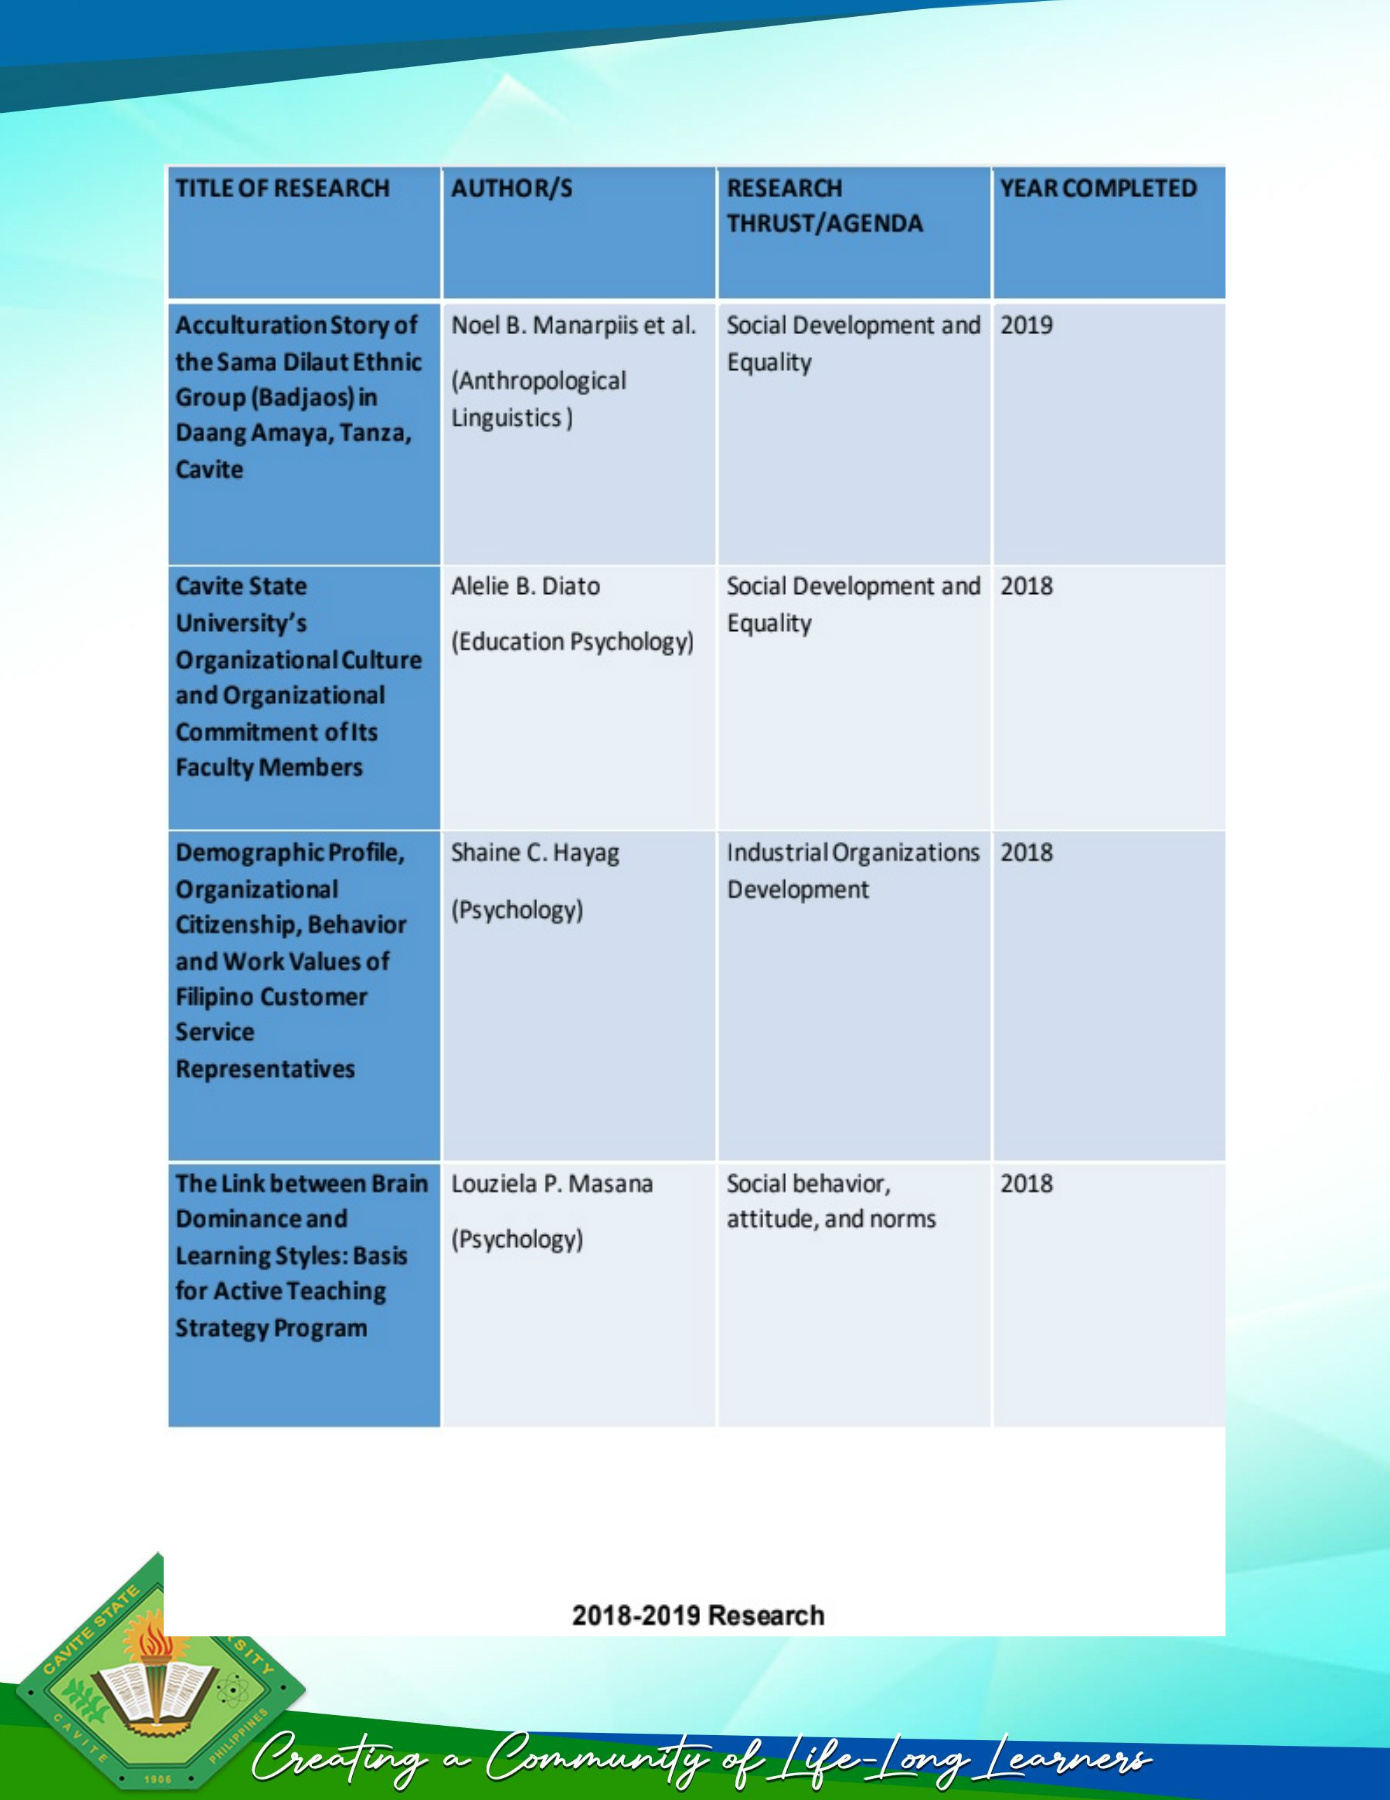 TITLE OF RESEARCH
AUTHOR/S
RESEARCH
THRUST/AGENDA
YEAR COMPLETED
Acculturation Story of
the Sama Dilaut Ethnic
Group (Badjaos) in
Daang Amaya, Tanza,
Cavite
Noel B. Manarpiis et al.
(Anthropological
Linguistics )
Social Development and
Equality
2019
Cavite State
University’s
Organizational Culture
and Organizational
Commitment of Its
Faculty Members
Alelie B. Diato
(Education Psychology)
Social Development and
Equality
2018
Demographic Profile,
Organizational
Citizenship, Behavior
and Work Values of
Filipino Customer
Service
Representatives
Shaine C. Hayag
(Psychology)
Industrial Organizations
Development
2018
The Link between Brain
Dominance and
Learning Styles: Basis
for Active Teaching
Strategy Program
Louziela P. Masana
(Psychology)
Social behavior,
attitude, and norms
2018
2018-2019 Research
CAVITE STATE
RSITY
CAVITE
PHILIPPINES
1906
Creating a Community of Life-Long Learners